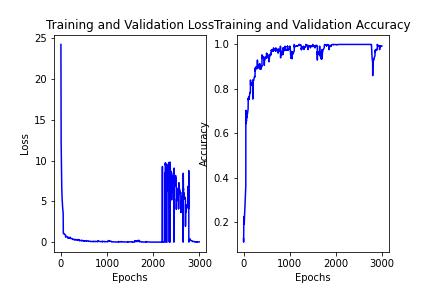 Training and Validation Loss
25
20
15
10
5
0
Loss
0 1000 2000 3000
Epochs
Training and Validation Accuracy
1.0
0.8
0.6
0.4
0.2
Accuracy
0 1000 2000 3000
Epochs